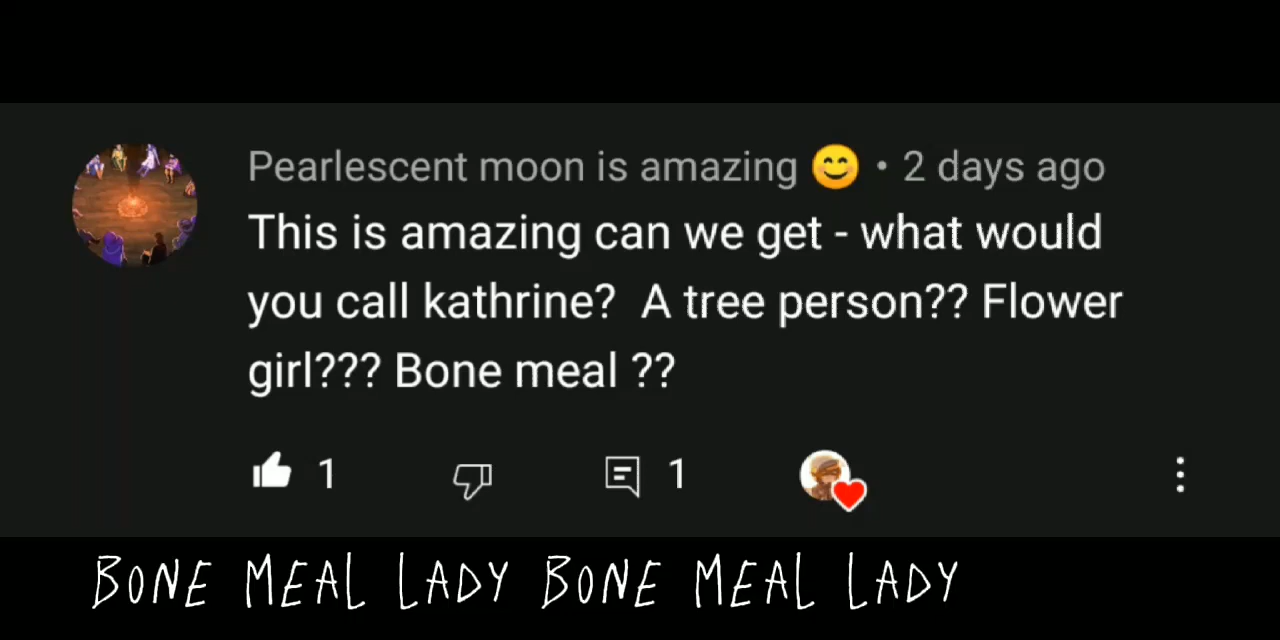 Pearlescent moon is amazing 😊 • 2 days ago
This is amazing can we get - what would
you call kathrine?  A tree person?? Flower
girl??? Bone meal ??
1 1
BONE MEAL LADY BONE MEAL LADY